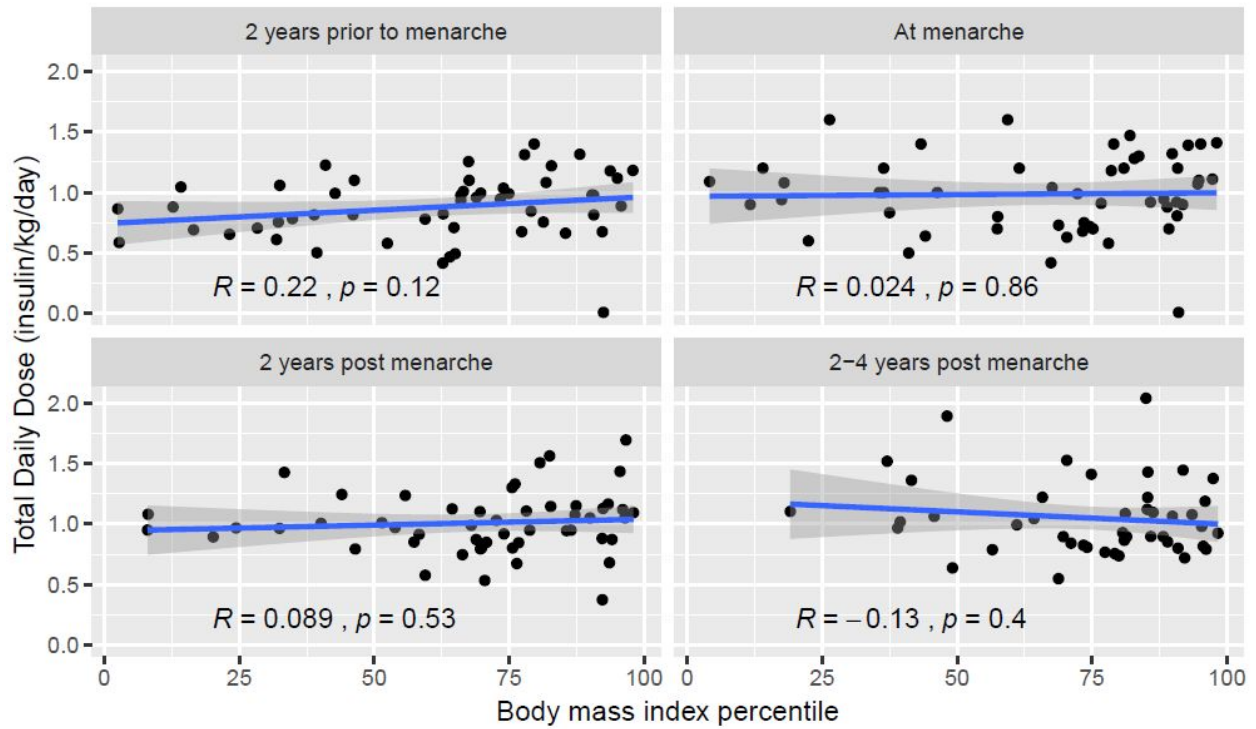 2 years prior to menarche
At menarche
2.0
1.5
1.0
0.5
0.0
R = 0.22 , p = 0.12
R = 0.024 , p = 0.86
2 years post menarche
2−4 years post menarche
2.0
1.5
1.0
0.5
0.0
R = 0.089 , p = 0.53
R = −0.13 , p = 0.4
0 25 50 75 100
0 25 50 75 100
Body mass index percentile
Total Daily Dose (insulin/kg/day)